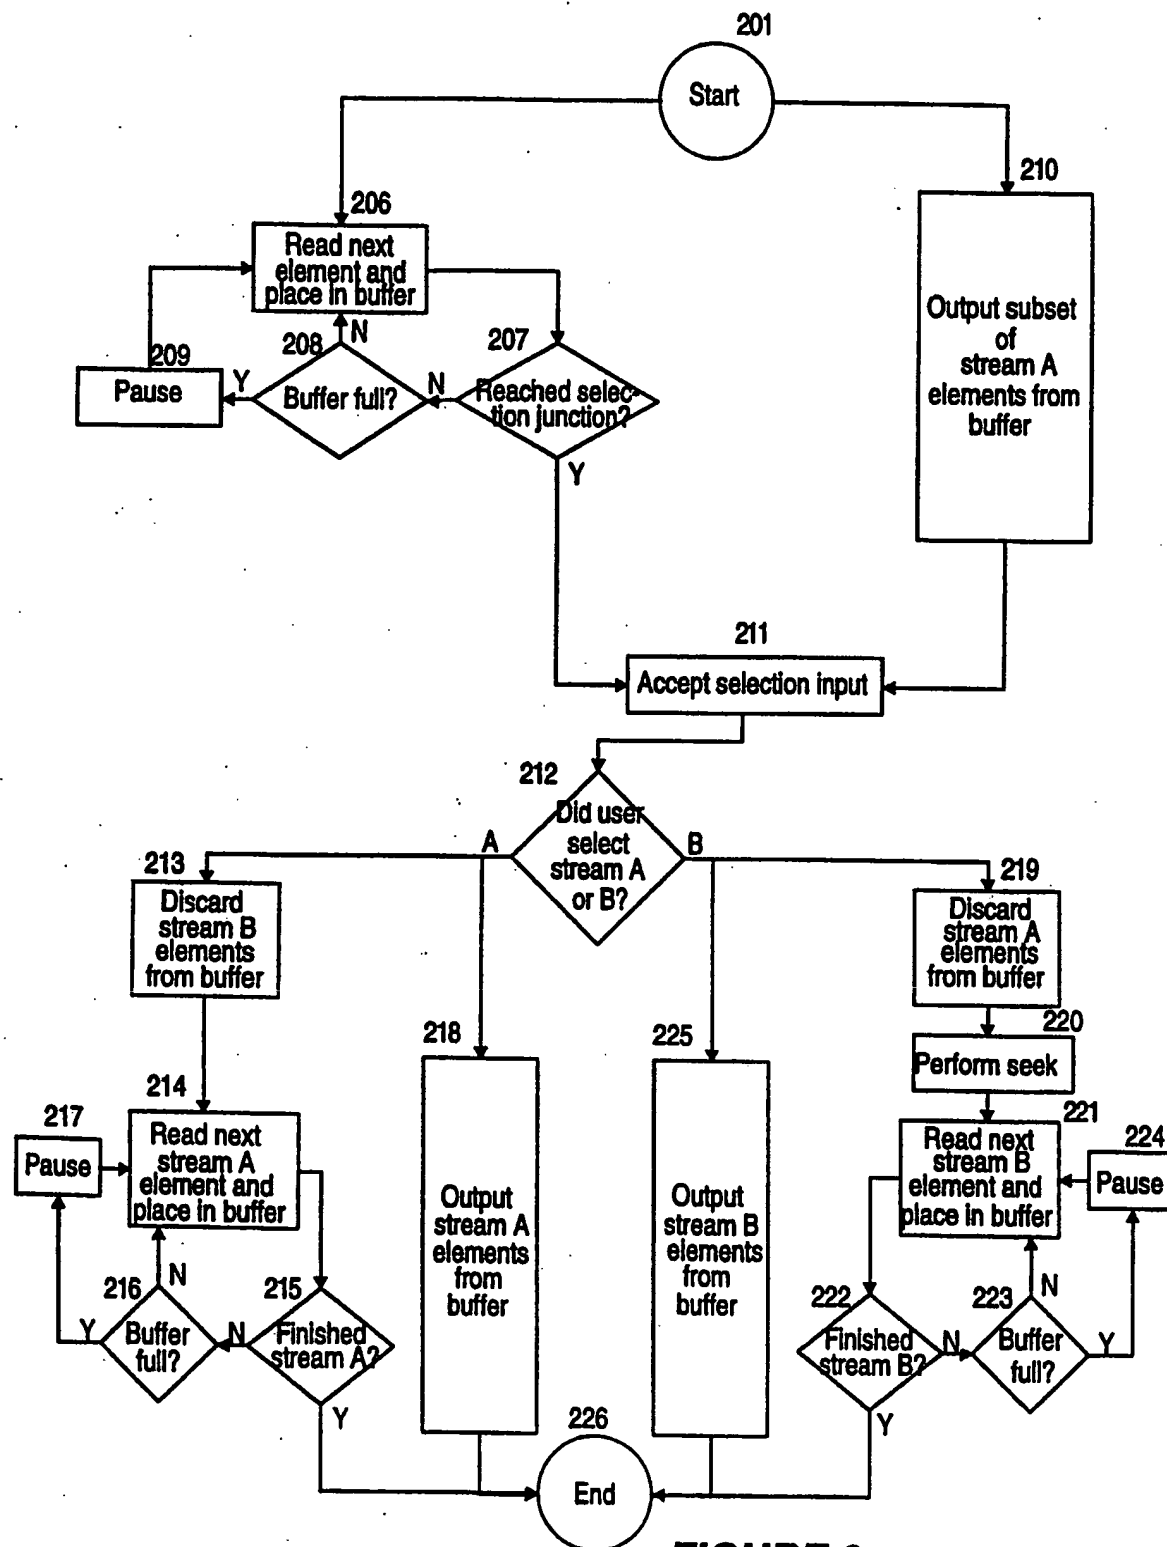 201
Start
210
206
Read next
element and
place in buffer
Output subset
of
stream A
elements from
buffer
N
208
207
209
Pause
Y
Buffer full?
N
Reached selec-
tion junction?
Y
211
Accept selection input
212
Did user
select
stream A
or B?
A
B
213
Discard
stream B
elements
from buffer
219
Discard
stream A
elements
from buffer
218
225
220
Perform seek
214
217
Pause
Read next
stream A
element and
place in buffer
221
Read next
stream B
element and
place in buffer
224
Pause
Output
stream A
elements
from
buffer
Output
stream B
elements
from
buffer
216
N
215
Y
Buffer
full?
N
Finished
stream A?
Y
222
223
N
Finished
stream B?
N
Buffer
full?
Y
Y
226
End